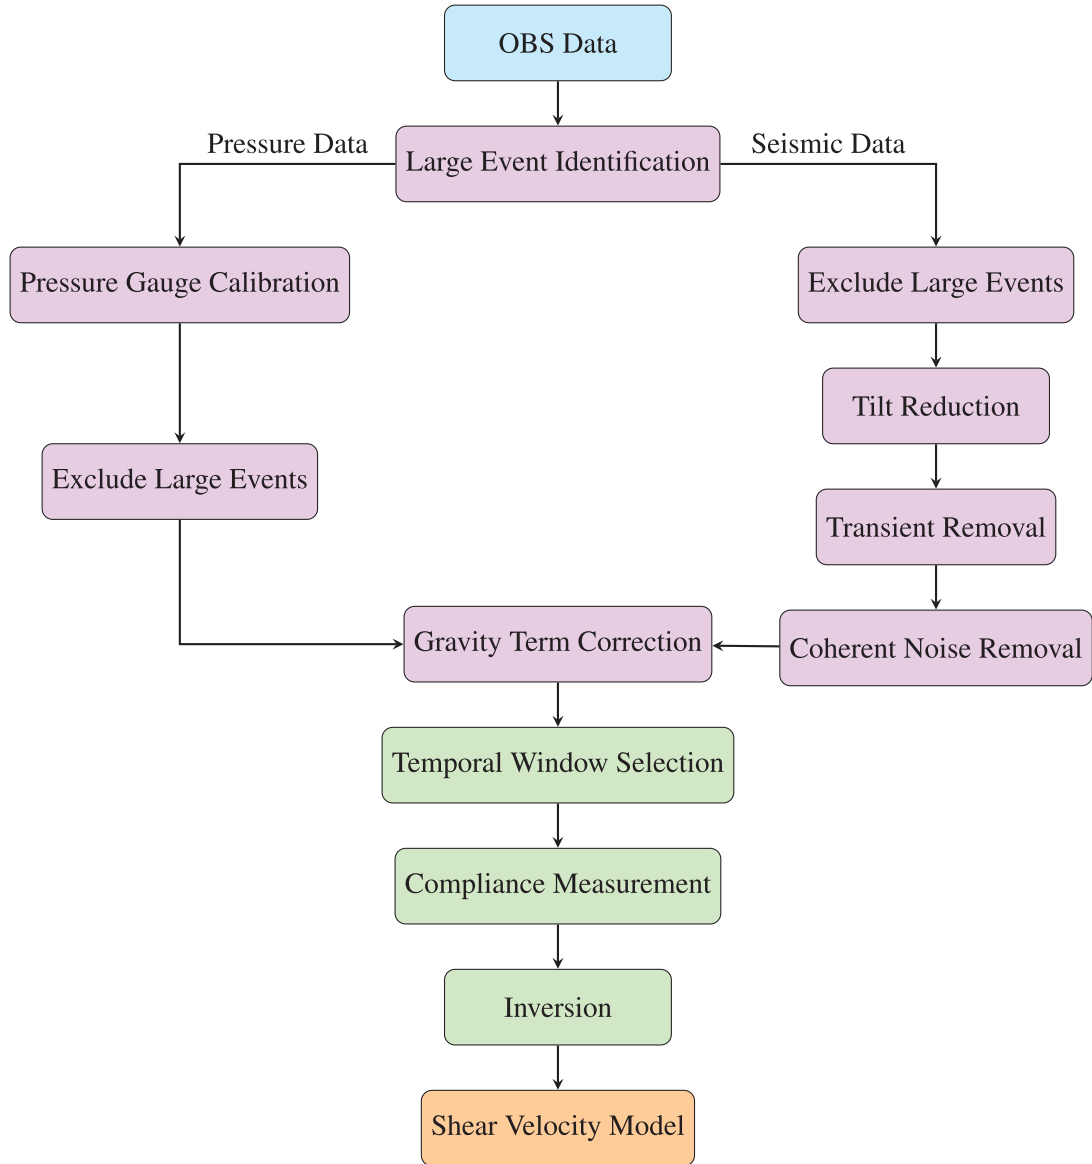 OBS Data
Pressure Data
Large Event Identification
Seismic Data
Pressure Gauge Calibration
Exclude Large Events
Tilt Reduction
Exclude Large Events
Transient Removal
Gravity Term Correction
Coherent Noise Removal
Temporal Window Selection
Compliance Measurement
Inversion
Shear Velocity Model